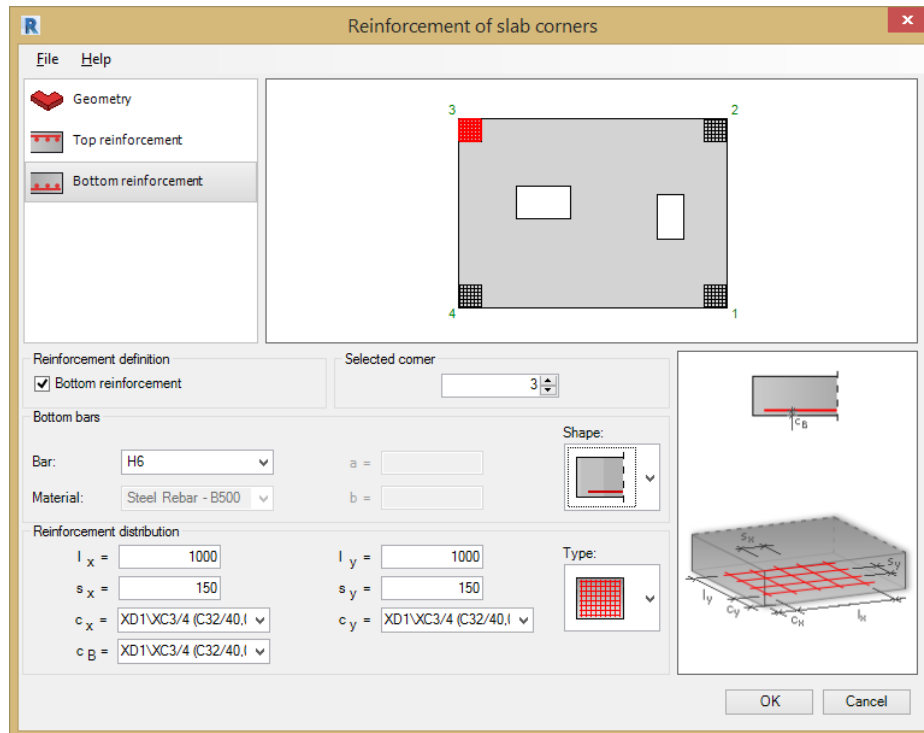 R
Reinforcement of slab corners
x
File Help
Geometry
Top reinforcement
Bottom reinforcement
3
2
4
1
Reinforcement definition
Bottom reinforcement
Selected corner
3
Bottom bars
Bar: H6
Material: Steel Rebar - B500
a =
b =
Shape:
Reinforcement distribution
l x = 1000
l y = 1000
s x = 150
s y = 150
c x = XD1\XC3/4 (C32/40,(
c y = XD1\XC3/4 (C32/40,(
c B = XD1\XC3/4 (C32/40,(
Type:
c B
s x
s y
l y
c y
c x
l x
OK Cancel